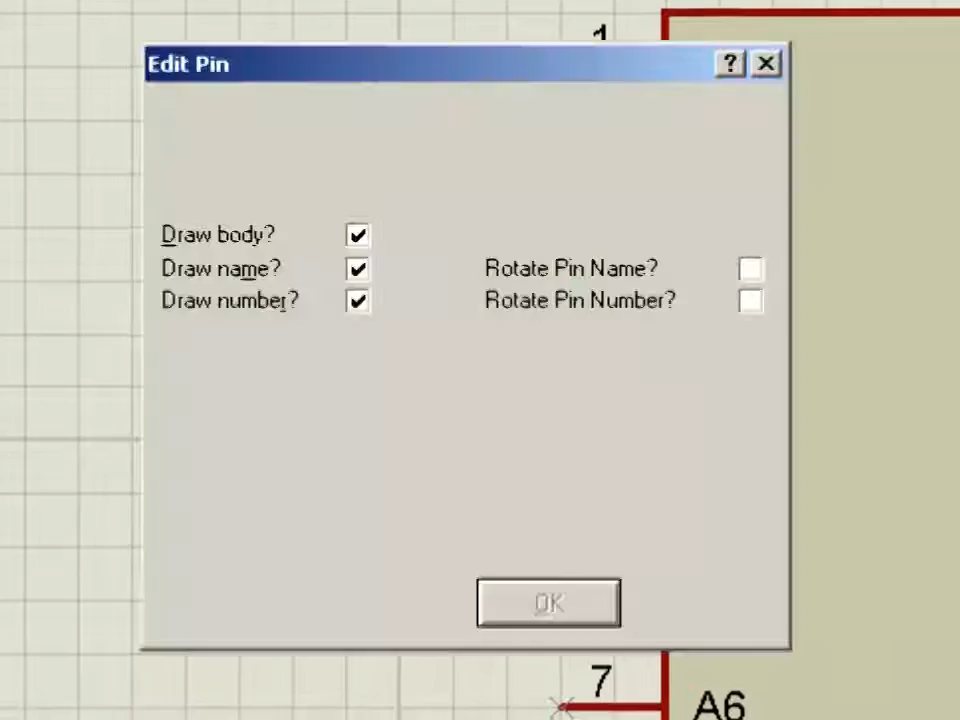 1
Edit Pin
Draw body?
Draw name? Rotate Pin Name?
Draw number? Rotate Pin Number?
OK
7
A6